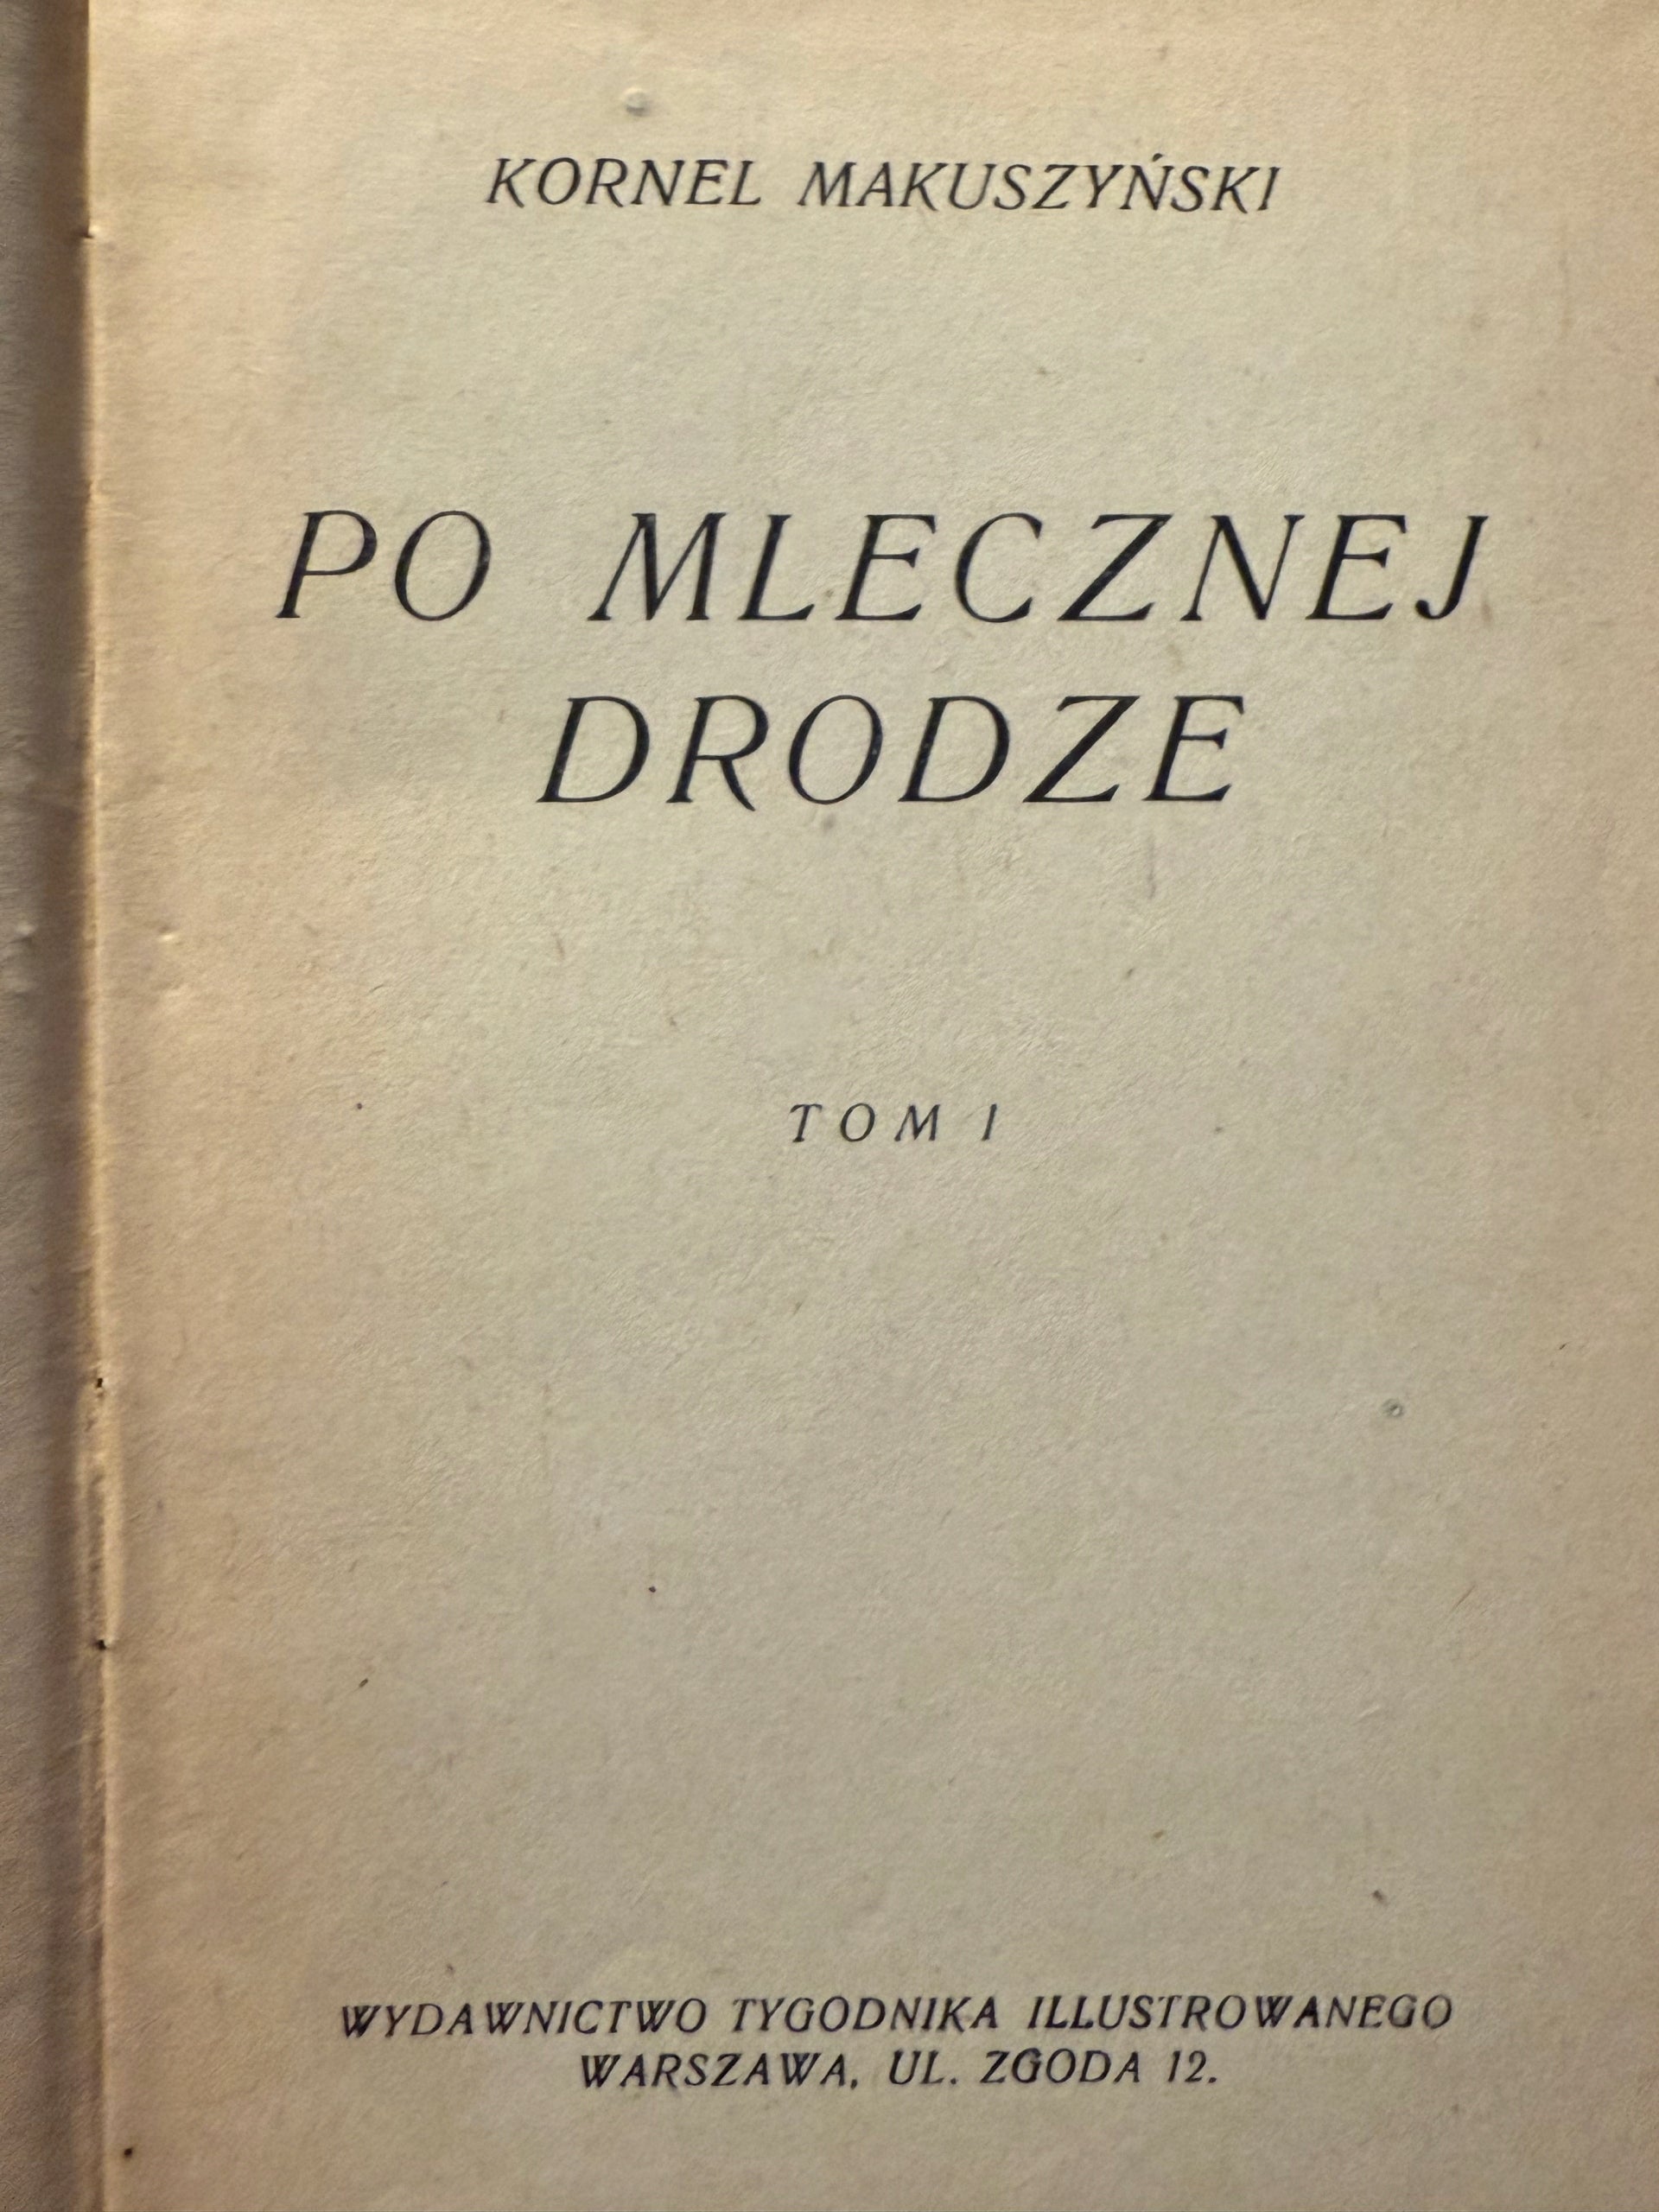 KORNEL MAKUSZYŃSKI
PO MLECZNEJ
DRODZE
TOM I
WYDAWNICTWO TYGODNIKA ILLUSTROWANEGO
WARSZAWA, UL. ZGODA 12.